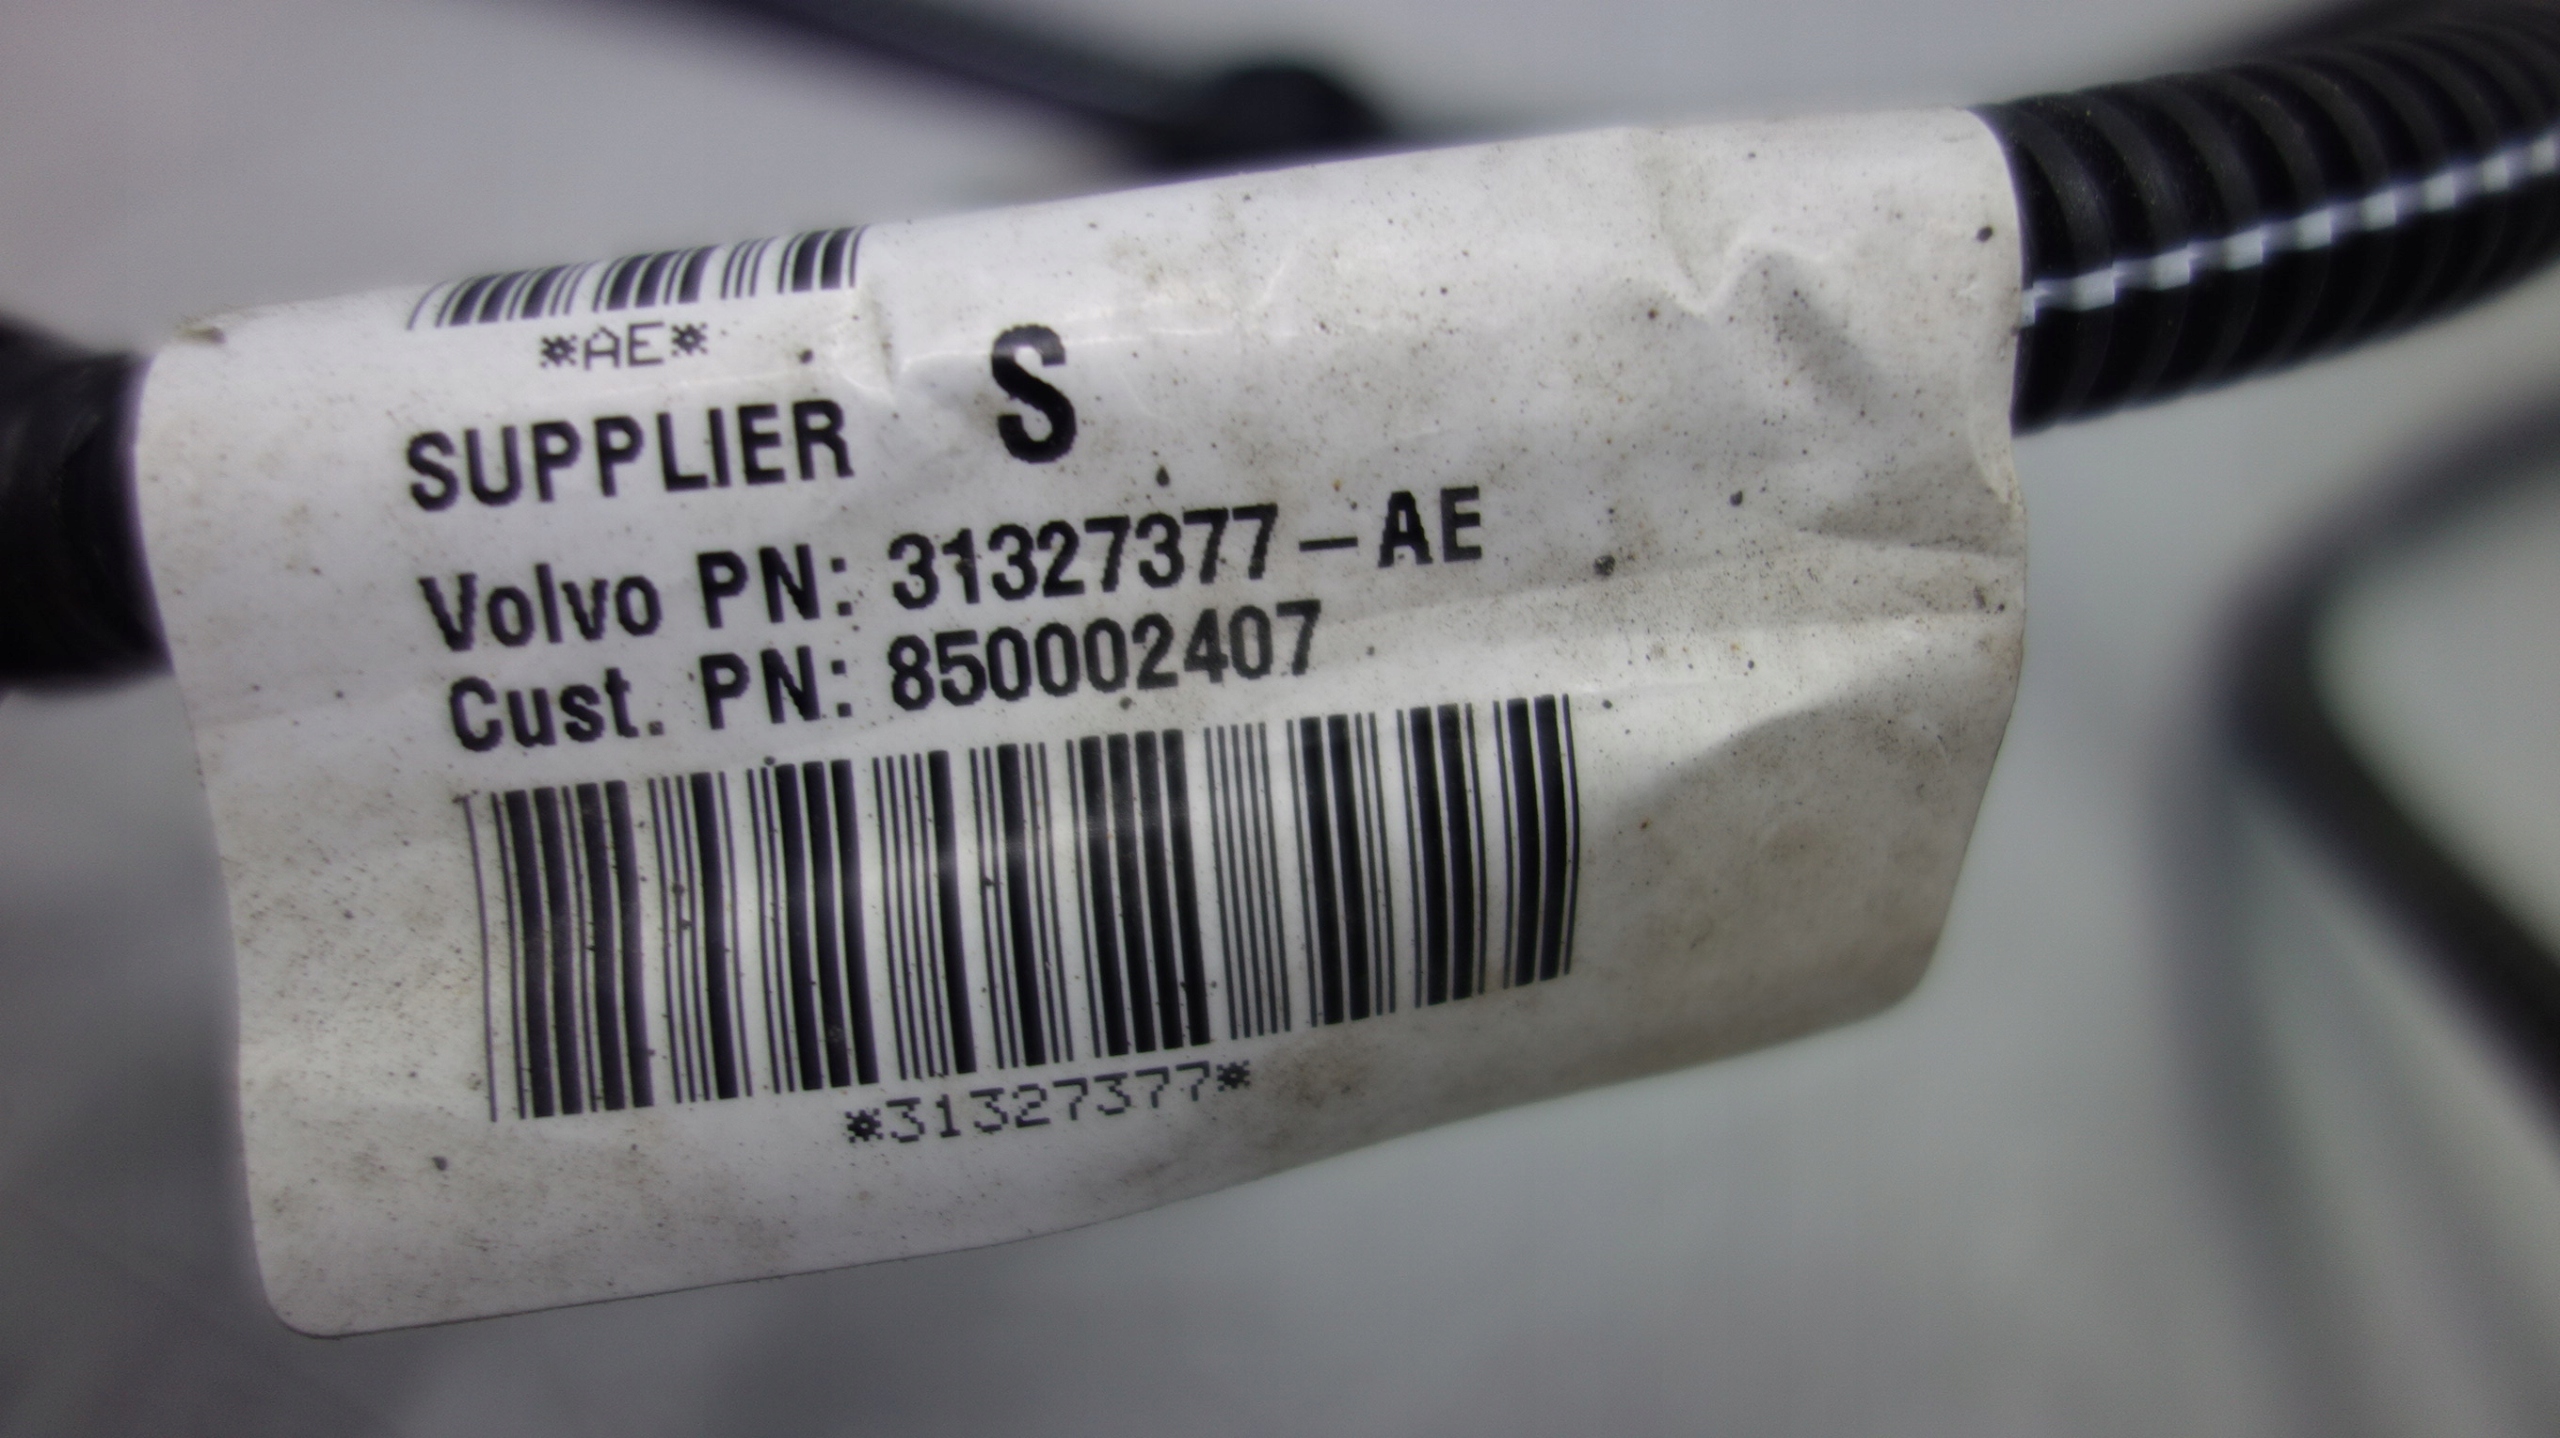 *AE*
SUPPLIER S
Volvo PN: 31327377-AE
Cust. PN: 850002407
*31327377*